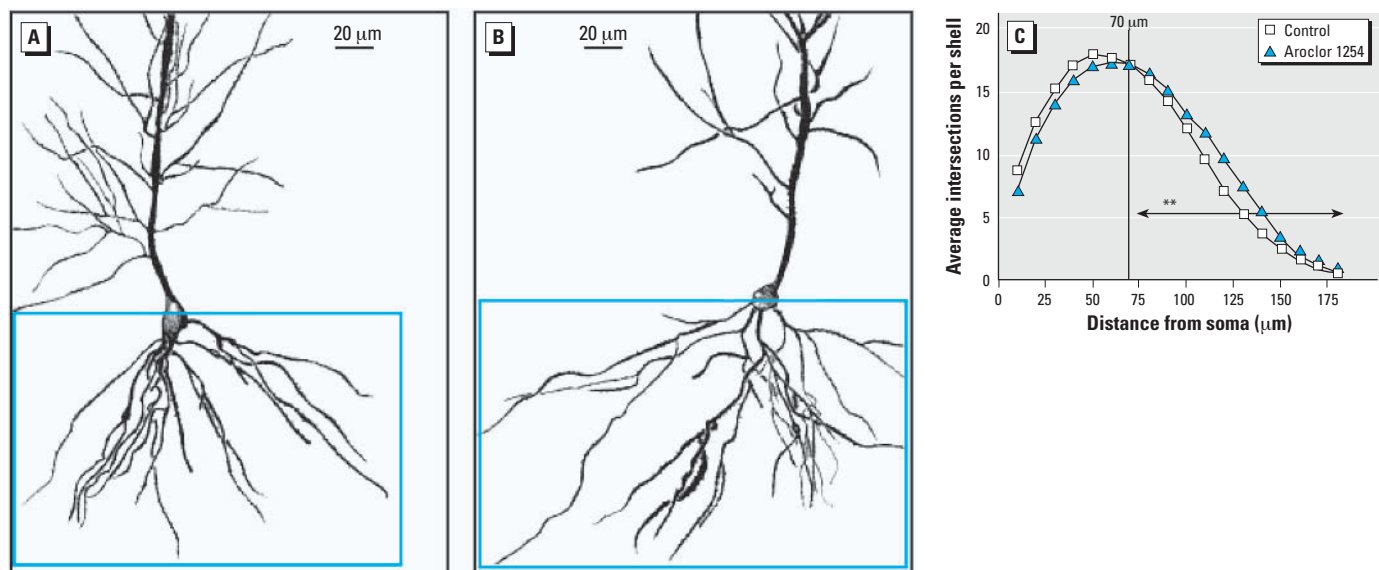 A
20 μm
B
20 μm
C
Average intersections per shell
20
15
10
5
0
70 μm
Control
Aroclor 1254
**
0 25 50 75 100 125 150 175
Distance from soma (μm)